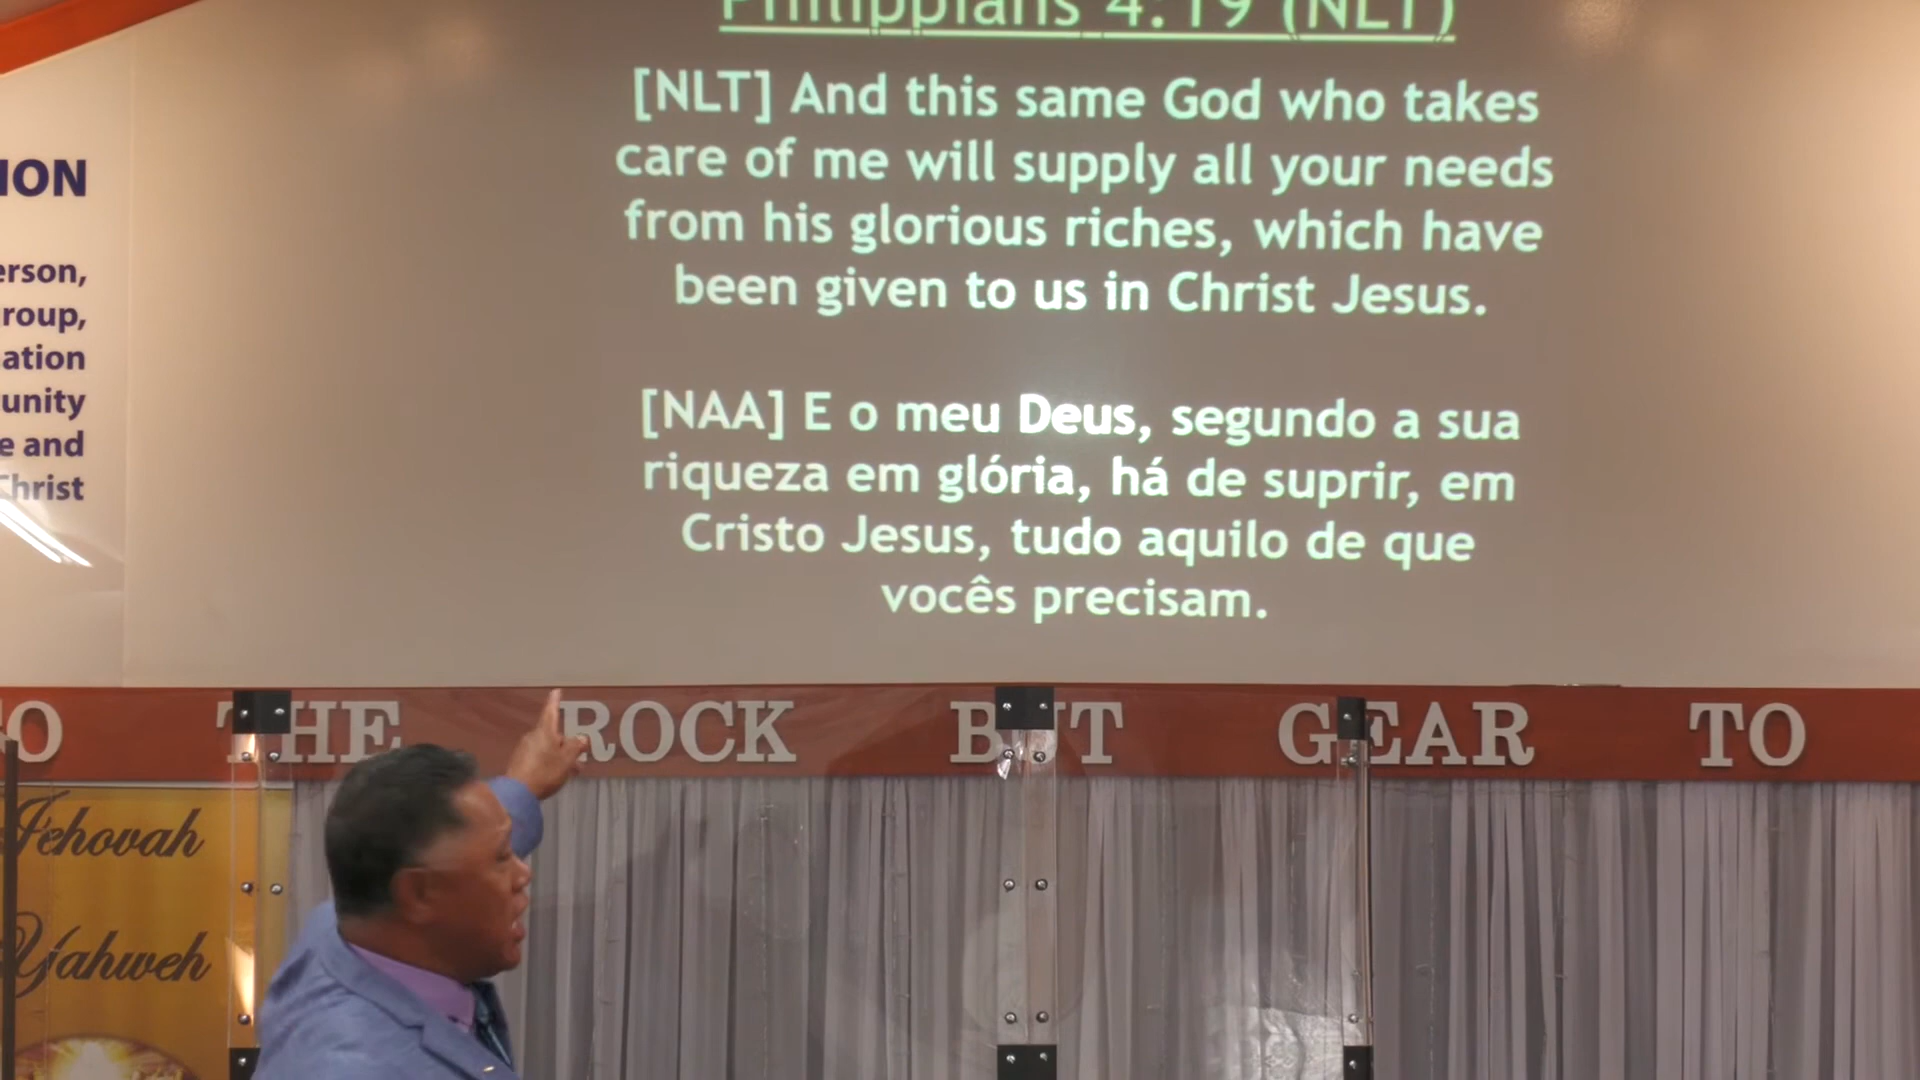 Philippians 4:19 (NLT)
[NLT] And this same God who takes
care of me will supply all your needs
from his glorious riches, which have
been given to us in Christ Jesus.
[NAA] E o meu Deus, segundo a sua
riqueza em glória, há de suprir, em
Cristo Jesus, tudo aquilo de que
vocês precisam.
ION
erson,
roup,
ation
unity
e and
Christ
O THE ROCK BUT GEAR TO
Jehovah
Yahweh